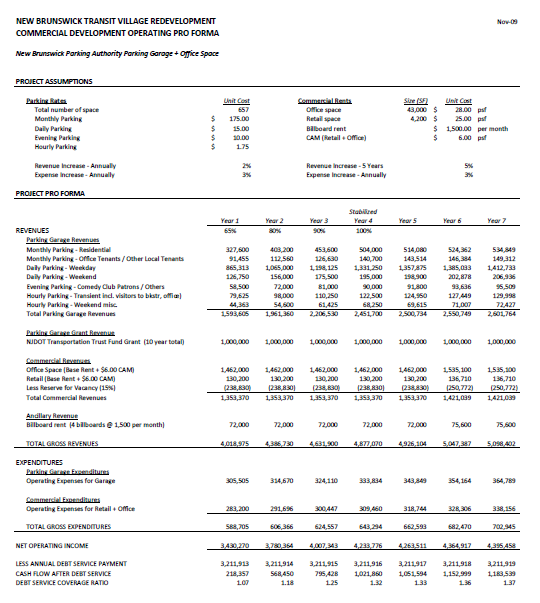 NEW BRUNSWICK TRANSIT VILLAGE REDEVELOPMENT Nov-09
COMMERCIAL DEVELOPMENT OPERATING PRO FORMA
New Brunswick Parking Authority Parking Garage + Office Space
PROJECT ASSUMPTIONS
Parking Rates Unit Cost Commercial Rents Size (SF) Unit Cost
Total number of space 657 Office space 43,000 $ 28.00 psf
Monthly Parking $ 175.00 Retail space 4,200 $ 25.00 psf
Daily Parking $ 15.00 Billboard rent $ 1,500.00 per month
Evening Parking $ 10.00 CAM (Retail + Office) $ 6.00 psf
Hourly Parking $ 1.75
Revenue Increase - Annually 2% Revenue Increase - 5 Years 5%
Expense Increase - Annually 3% Expense Increase - Annually 3%
PROJECT PRO FORMA
Stabilized
Year 1 Year 2 Year 3 Year 4 Year 5 Year 6 Year 7
REVENUES 65% 80% 90% 100%
Parking Garage Revenues
Monthly Parking - Residential 327,600 403,200 453,600 504,000 514,080 524,362 534,849
Monthly Parking - Office Tenants / Other Local Tenants 91,455 112,560 126,630 140,700 143,514 146,384 149,312
Daily Parking - Weekday 865,313 1,065,000 1,198,125 1,331,250 1,357,875 1,385,033 1,412,733
Daily Parking - Weekend 126,750 156,000 175,500 195,000 198,900 202,878 206,936
Evening Parking - Comedy Club Patrons / Others 58,500 72,000 81,000 90,000 91,800 93,636 95,509
Hourly Parking - Transient incl. visitors to bkstr, office) 79,625 98,000 110,250 122,500 124,950 127,449 129,998
Hourly Parking - Weekend misc. 44,363 54,600 61,425 68,250 69,615 71,007 72,427
Total Parking Garage Revenues 1,593,605 1,961,360 2,206,530 2,451,700 2,500,734 2,550,749 2,601,764
Parking Garage Grant Revenue
NJDOT Transportation Trust Fund Grant (10 year total) 1,000,000 1,000,000 1,000,000 1,000,000 1,000,000 1,000,000 1,000,000
Commercial Revenues
Office Space (Base Rent + $6.00 CAM) 1,462,000 1,462,000 1,462,000 1,462,000 1,462,000 1,535,100 1,535,100
Retail (Base Rent + $6.00 CAM) 130,200 130,200 130,200 130,200 130,200 136,710 136,710
Less Reserve for Vacancy (15%) (238,830) (238,830) (238,830) (238,830) (238,830) (250,772) (250,772)
Total Commercial Revenues 1,353,370 1,353,370 1,353,370 1,353,370 1,353,370 1,421,039 1,421,039
Ancillary Revenue
Billboard rent (4 billboards @ 1,500 per month) 72,000 72,000 72,000 72,000 72,000 75,600 75,600
TOTAL GROSS REVENUES 4,018,975 4,386,730 4,631,900 4,877,070 4,926,104 5,047,387 5,098,402
EXPENDITURES
Parking Garage Expenditures
Operating Expenses for Garage 305,505 314,670 324,110 333,834 343,849 354,164 364,789
Commercial Expenditures
Operating Expenses for Retail + Office 283,200 291,696 300,447 309,460 318,744 328,306 338,156
TOTAL GROSS EXPENDITURES 588,705 606,366 624,557 643,294 662,593 682,470 702,945
NET OPERATING INCOME 3,430,270 3,780,364 4,007,343 4,233,776 4,263,511 4,364,917 4,395,458
LESS ANNUAL DEBT SERVICE PAYMENT 3,211,913 3,211,914 3,211,915 3,211,916 3,211,917 3,211,918 3,211,919
CASH FLOW AFTER DEBT SERVICE 218,357 568,450 795,428 1,021,860 1,051,594 1,152,999 1,183,539
DEBT SERVICE COVERAGE RATIO 1.07 1.18 1.25 1.32 1.33 1.36 1.37